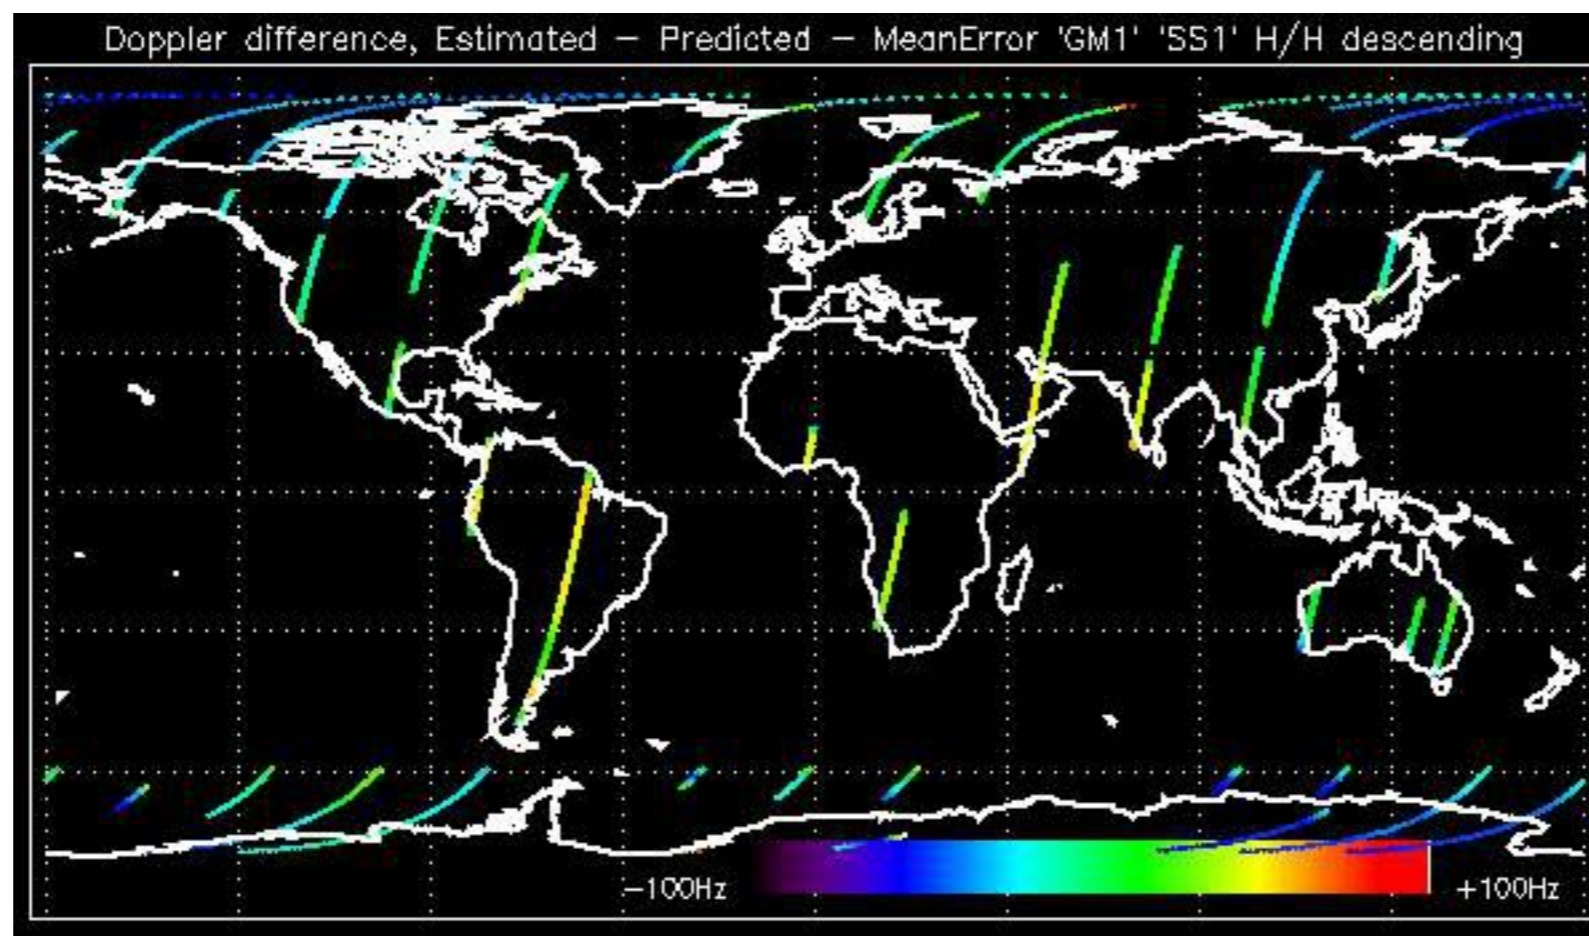 Doppler difference, Estimated – Predicted – MeanError 'GM1' 'SS1' H/H descending
–100Hz +100Hz